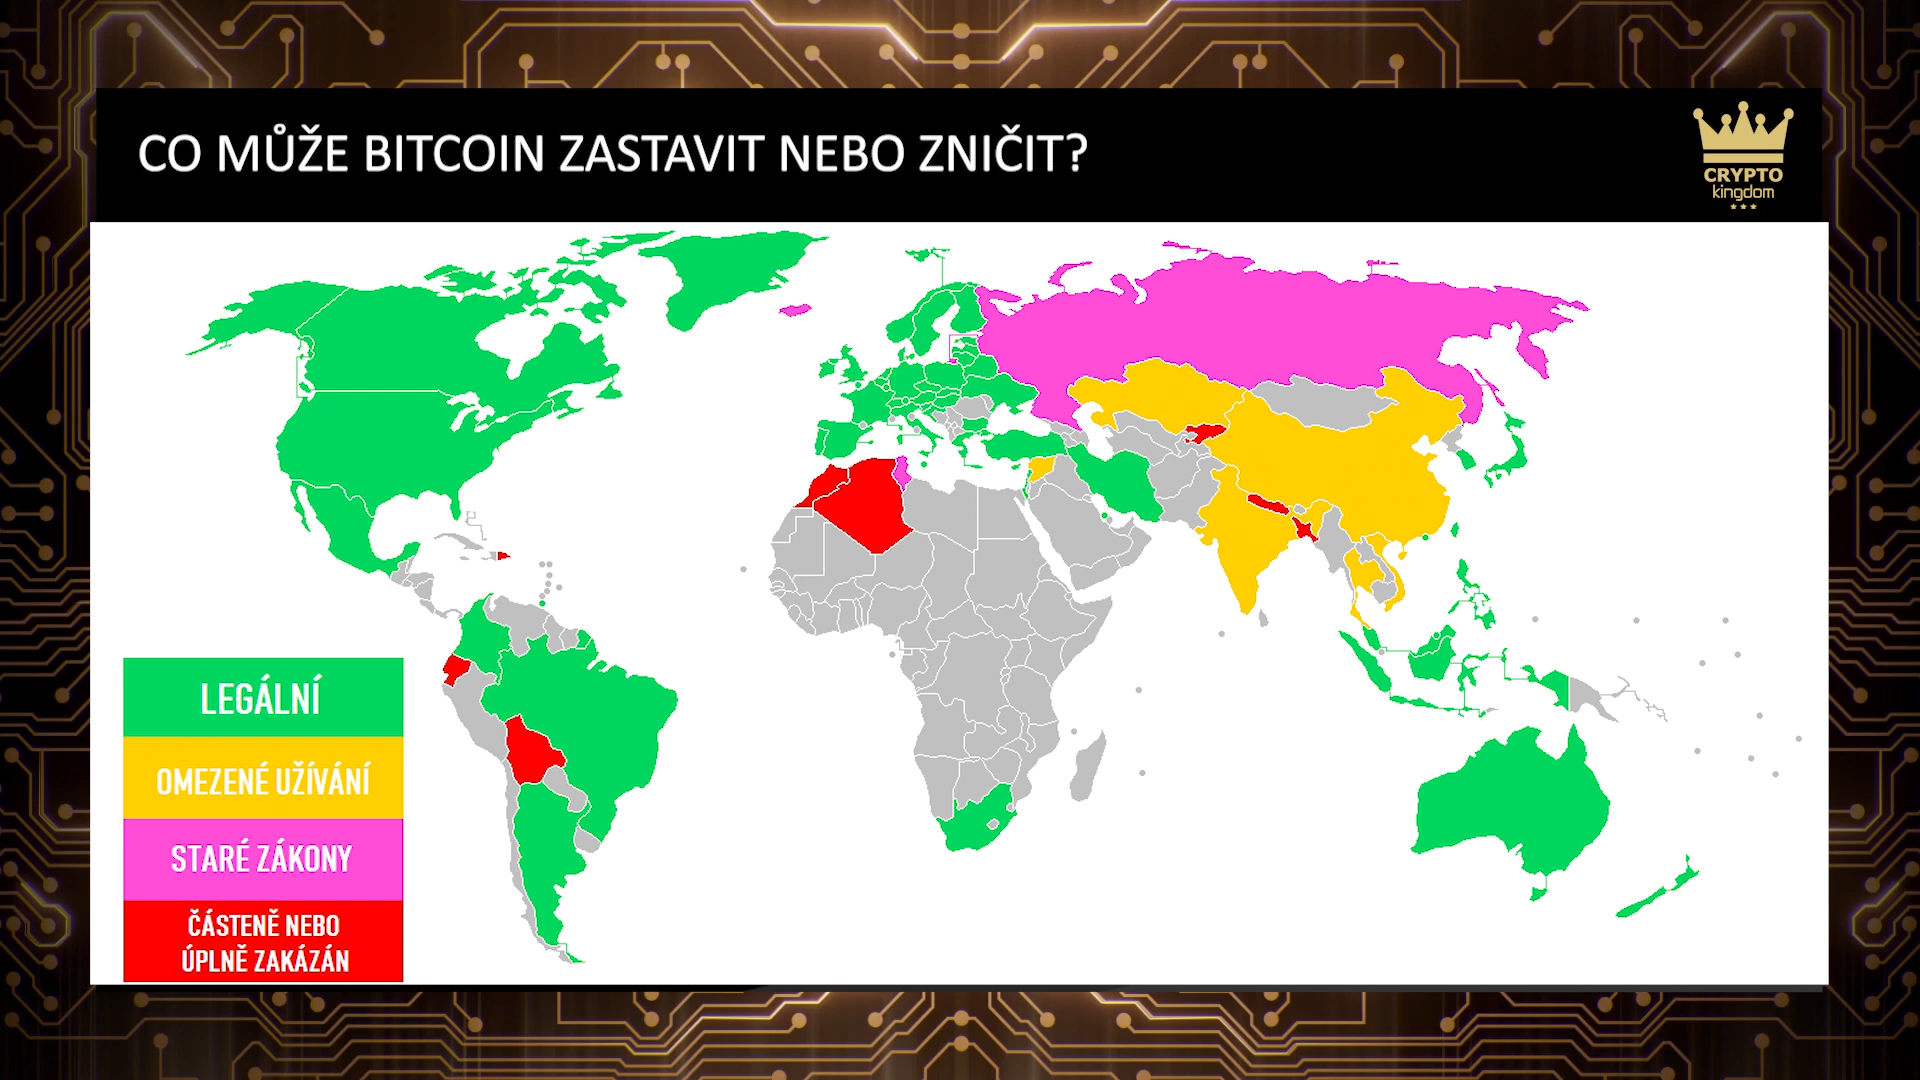 CO MŮŽE BITCOIN ZASTAVIT NEBO ZNIČIT?
CRYPTO
kingdom
LEGÁLNÍ
OMEZENÉ UŽÍVÁNÍ
STARÉ ZÁKONY
ČÁSTENĚ NEBO
ÚPLNĚ ZAKÁZÁN